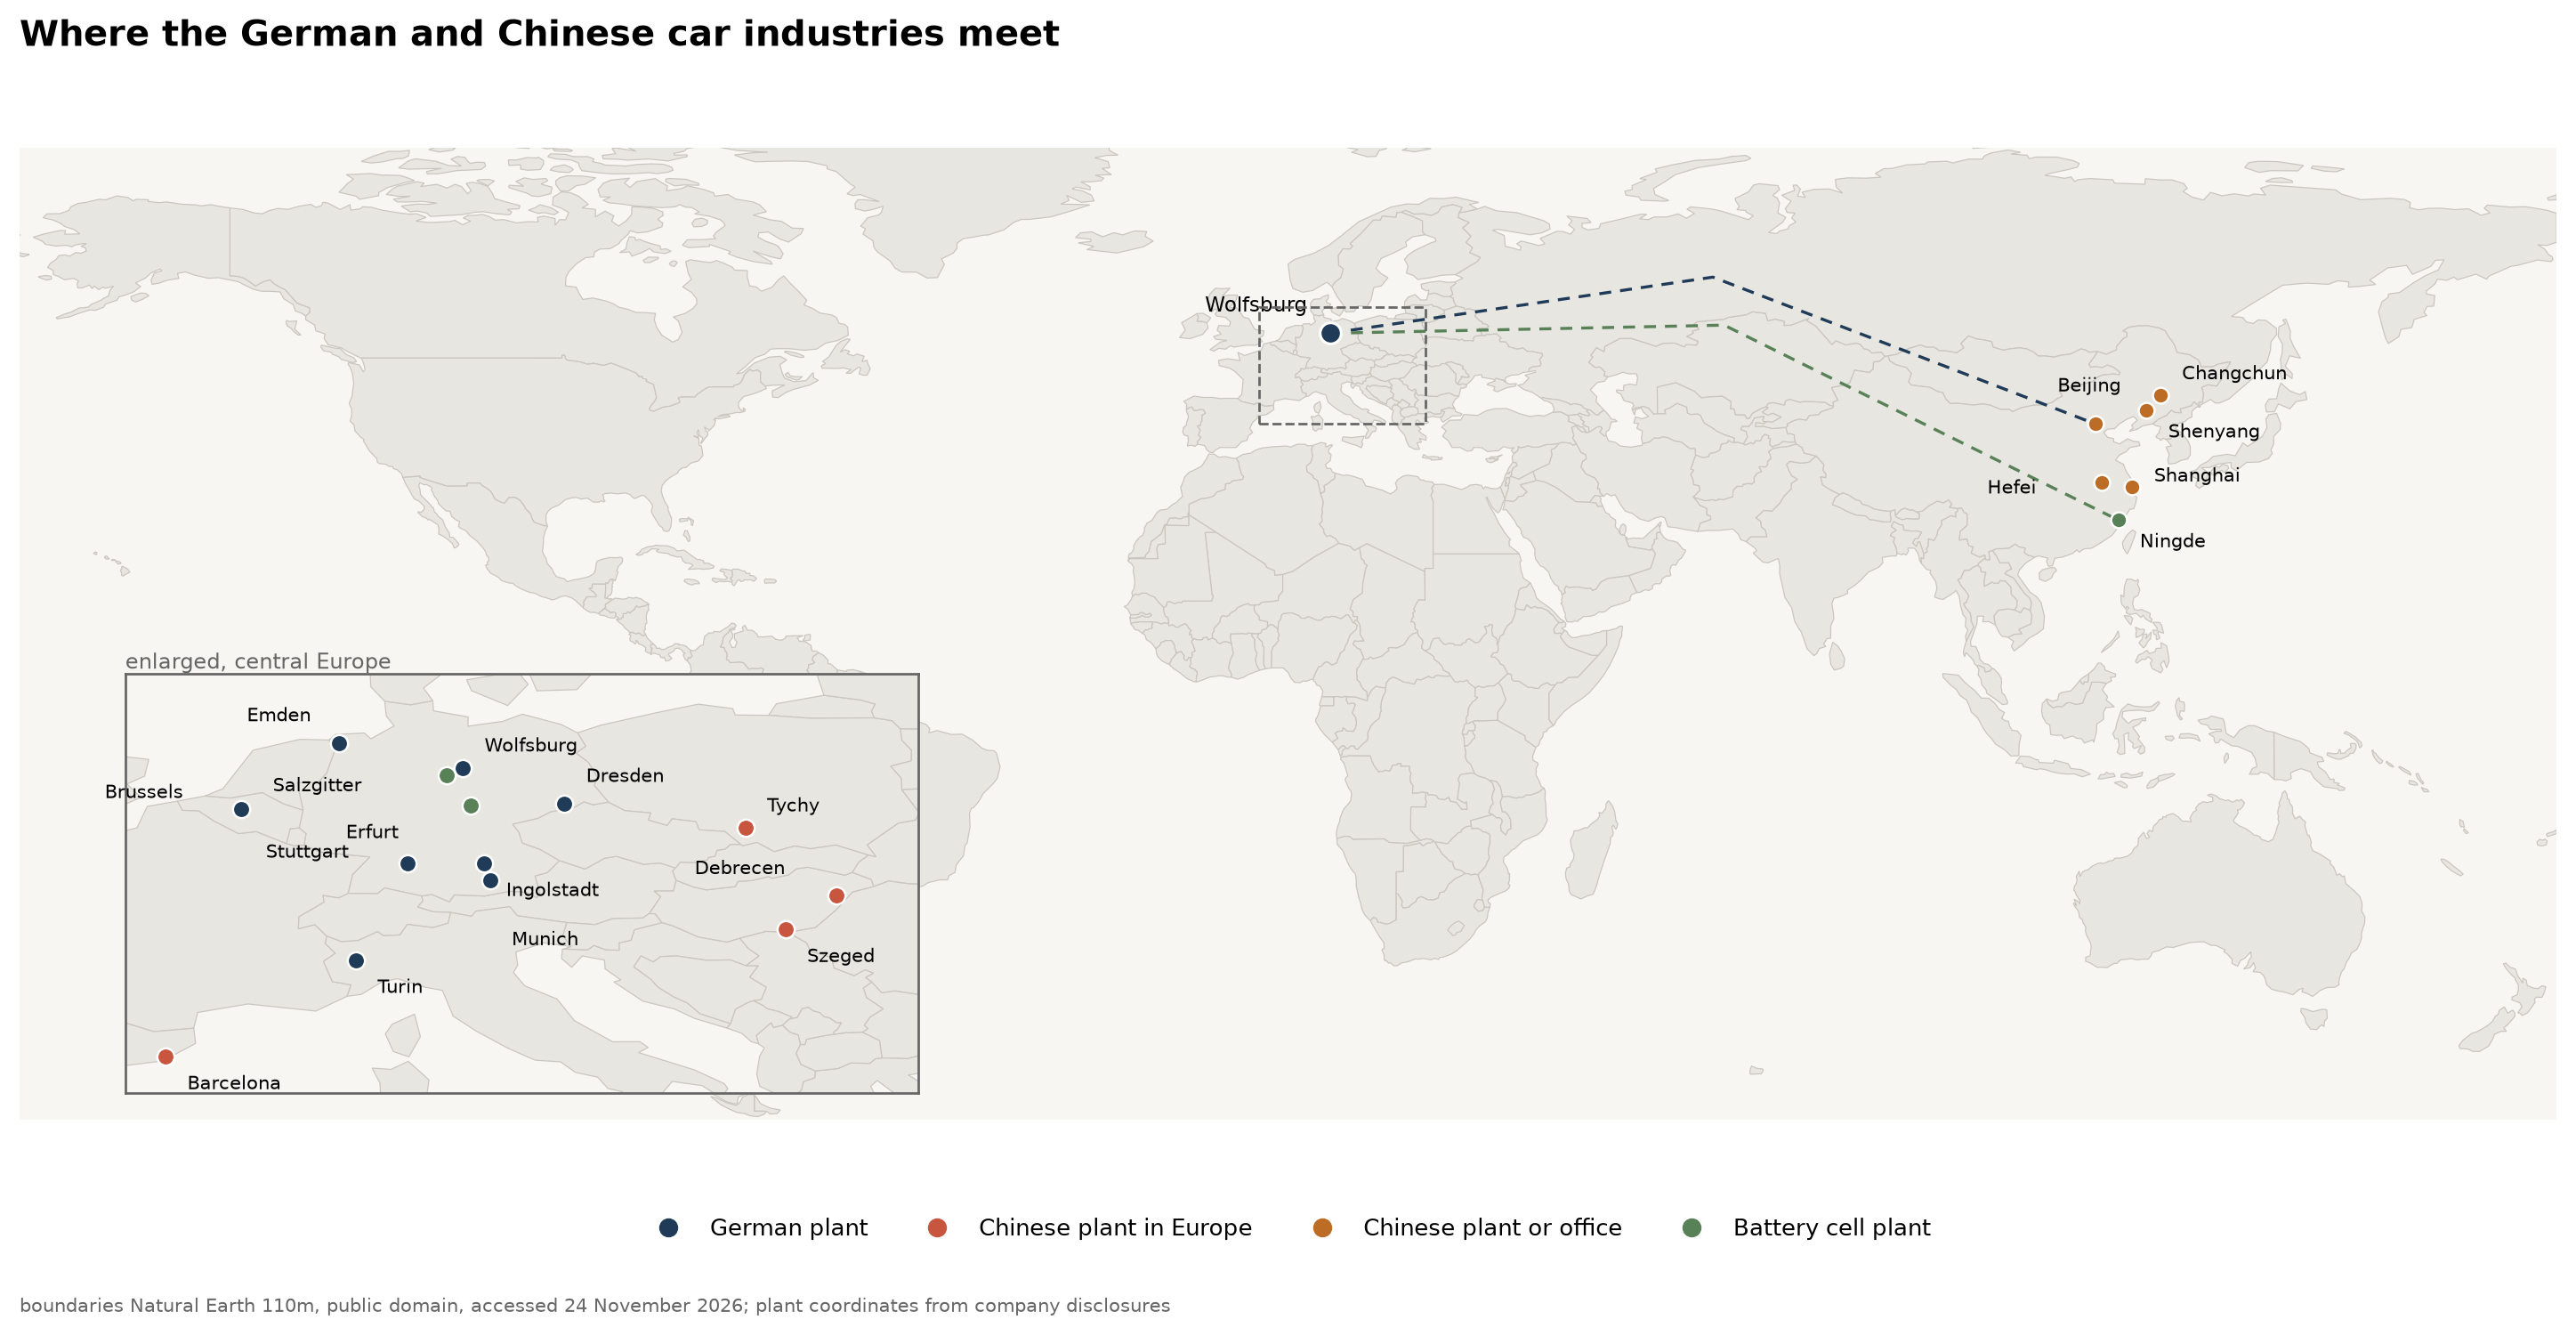 Where the German and Chinese car industries meet
Wolfsburg
Changchun
Beijing
Shenyang
Shanghai
Hefei
Ningde
enlarged, central Europe
Emden
Wolfsburg
Dresden
Salzgitter
Brussels
Tychy
Erfurt
Stuttgart
Debrecen
Ingolstadt
Munich
Szeged
Turin
Barcelona
German plant
Chinese plant in Europe
Chinese plant or office
Battery cell plant
boundaries Natural Earth 110m, public domain, accessed 24 November 2026; plant coordinates from company disclosures